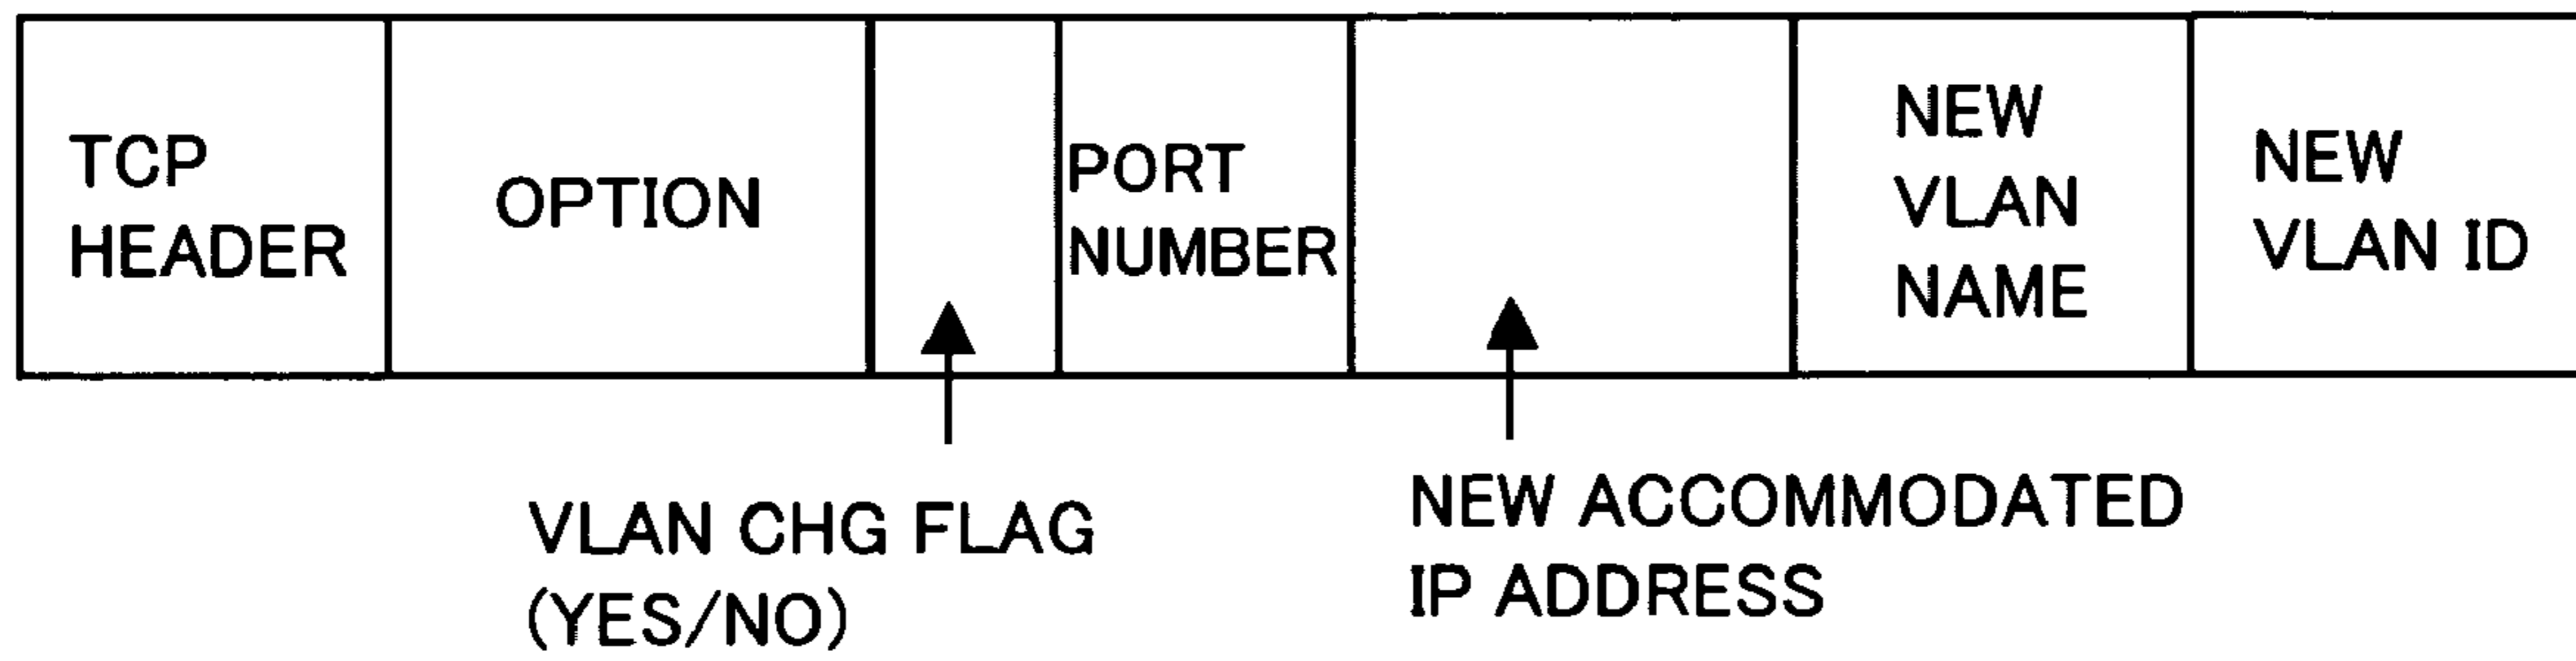 TCP
HEADER
OPTION
PORT
NUMBER
NEW
VLAN
NAME
NEW
VLAN ID
VLAN CHG FLAG
(YES/NO)
NEW ACCOMMODATED
IP ADDRESS